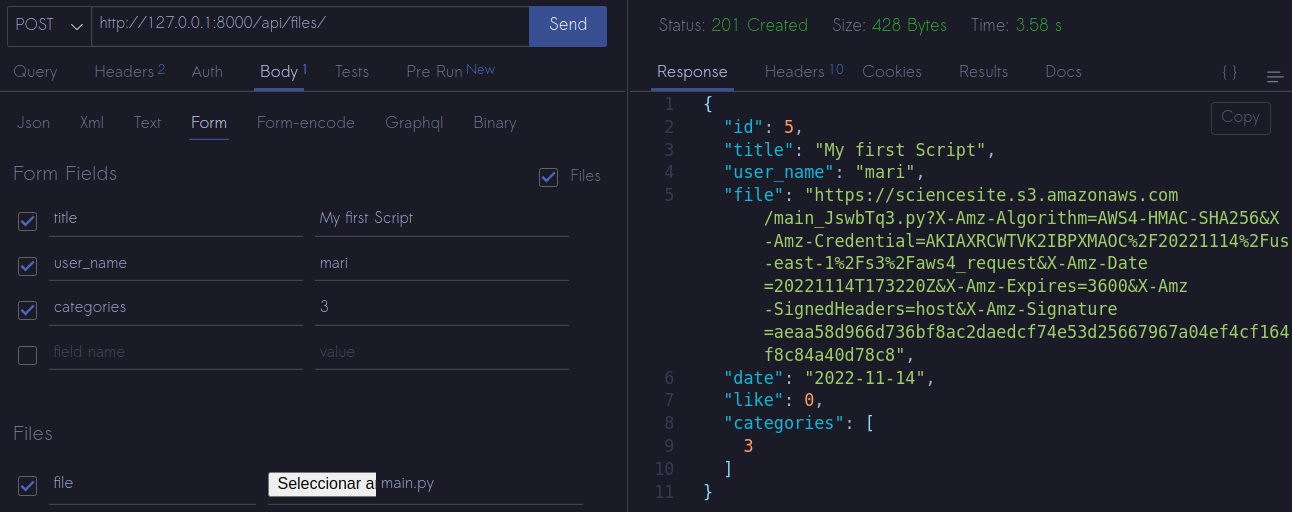 POST http://127.0.0.1:8000/api/files/ Send
Query Headers 2 Auth Body 1 Tests Pre Run New
Json Xml Text Form Form-encode Graphql Binary
Form Fields Files
title My first Script
user_name mari
categories 3
field name value
Files
file Seleccionar a main.py
Status: 201 Created Size: 428 Bytes Time: 3.58 s
Response Headers 10 Cookies Results Docs { }
Copy
1 {
2 "id": 5,
3 "title": "My first Script",
4 "user_name": "mari",
5 "file": "https://sciencesite.s3.amazonaws.com
/main_JswbTq3.py?X-Amz-Algorithm=AWS4-HMAC-SHA256&X
-Amz-Credential=AKIAXRCWTVK2IBPXMAOC%2F20221114%2Fus
-east-1%2Fs3%2Faws4_request&X-Amz-Date
=20221114T173220Z&X-Amz-Expires=3600&X-Amz
-SignedHeaders=host&X-Amz-Signature
=aeaa58d966d736bf8ac2daedcf74e53d25667967a04ef4cf164
f8c84a40d78c8",
6 "date": "2022-11-14",
7 "like": 0,
8 "categories": [
9 3
10 ]
11 }